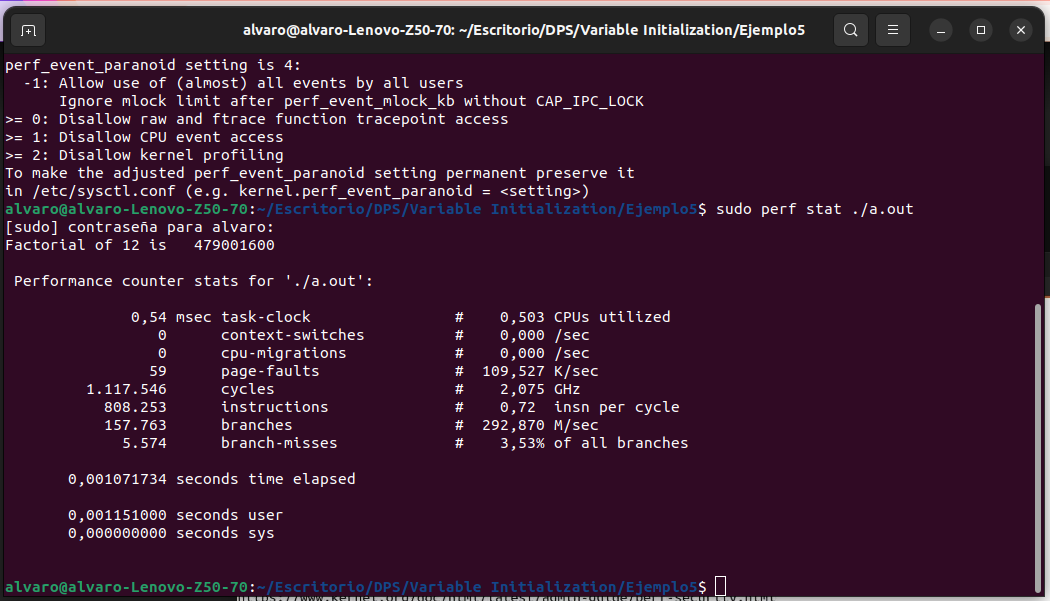 alvaro@alvaro-Lenovo-Z50-70: ~/Escritorio/DPS/Variable Initialization/Ejemplo5
perf_event_paranoid setting is 4:
  -1: Allow use of (almost) all events by all users
      Ignore mlock limit after perf_event_mlock_kb without CAP_IPC_LOCK
>= 0: Disallow raw and ftrace function tracepoint access
>= 1: Disallow CPU event access
>= 2: Disallow kernel profiling
To make the adjusted perf_event_paranoid setting permanent preserve it
in /etc/sysctl.conf (e.g. kernel.perf_event_paranoid = <setting>)
alvaro@alvaro-Lenovo-Z50-70:~/Escritorio/DPS/Variable Initialization/Ejemplo5$ sudo perf stat ./a.out
[sudo] contraseña para alvaro:
Factorial of 12 is   479001600
 Performance counter stats for './a.out':
              0,54 msec task-clock                #    0,503 CPUs utilized
                 0      context-switches          #    0,000 /sec
                 0      cpu-migrations            #    0,000 /sec
                59      page-faults               #  109,527 K/sec
         1.117.546      cycles                    #    2,075 GHz
           808.253      instructions              #    0,72  insn per cycle
           157.763      branches                  #  292,870 M/sec
             5.574      branch-misses             #    3,53% of all branches
       0,001071734 seconds time elapsed
       0,001151000 seconds user
       0,000000000 seconds sys
alvaro@alvaro-Lenovo-Z50-70:~/Escritorio/DPS/Variable Initialization/Ejemplo5$